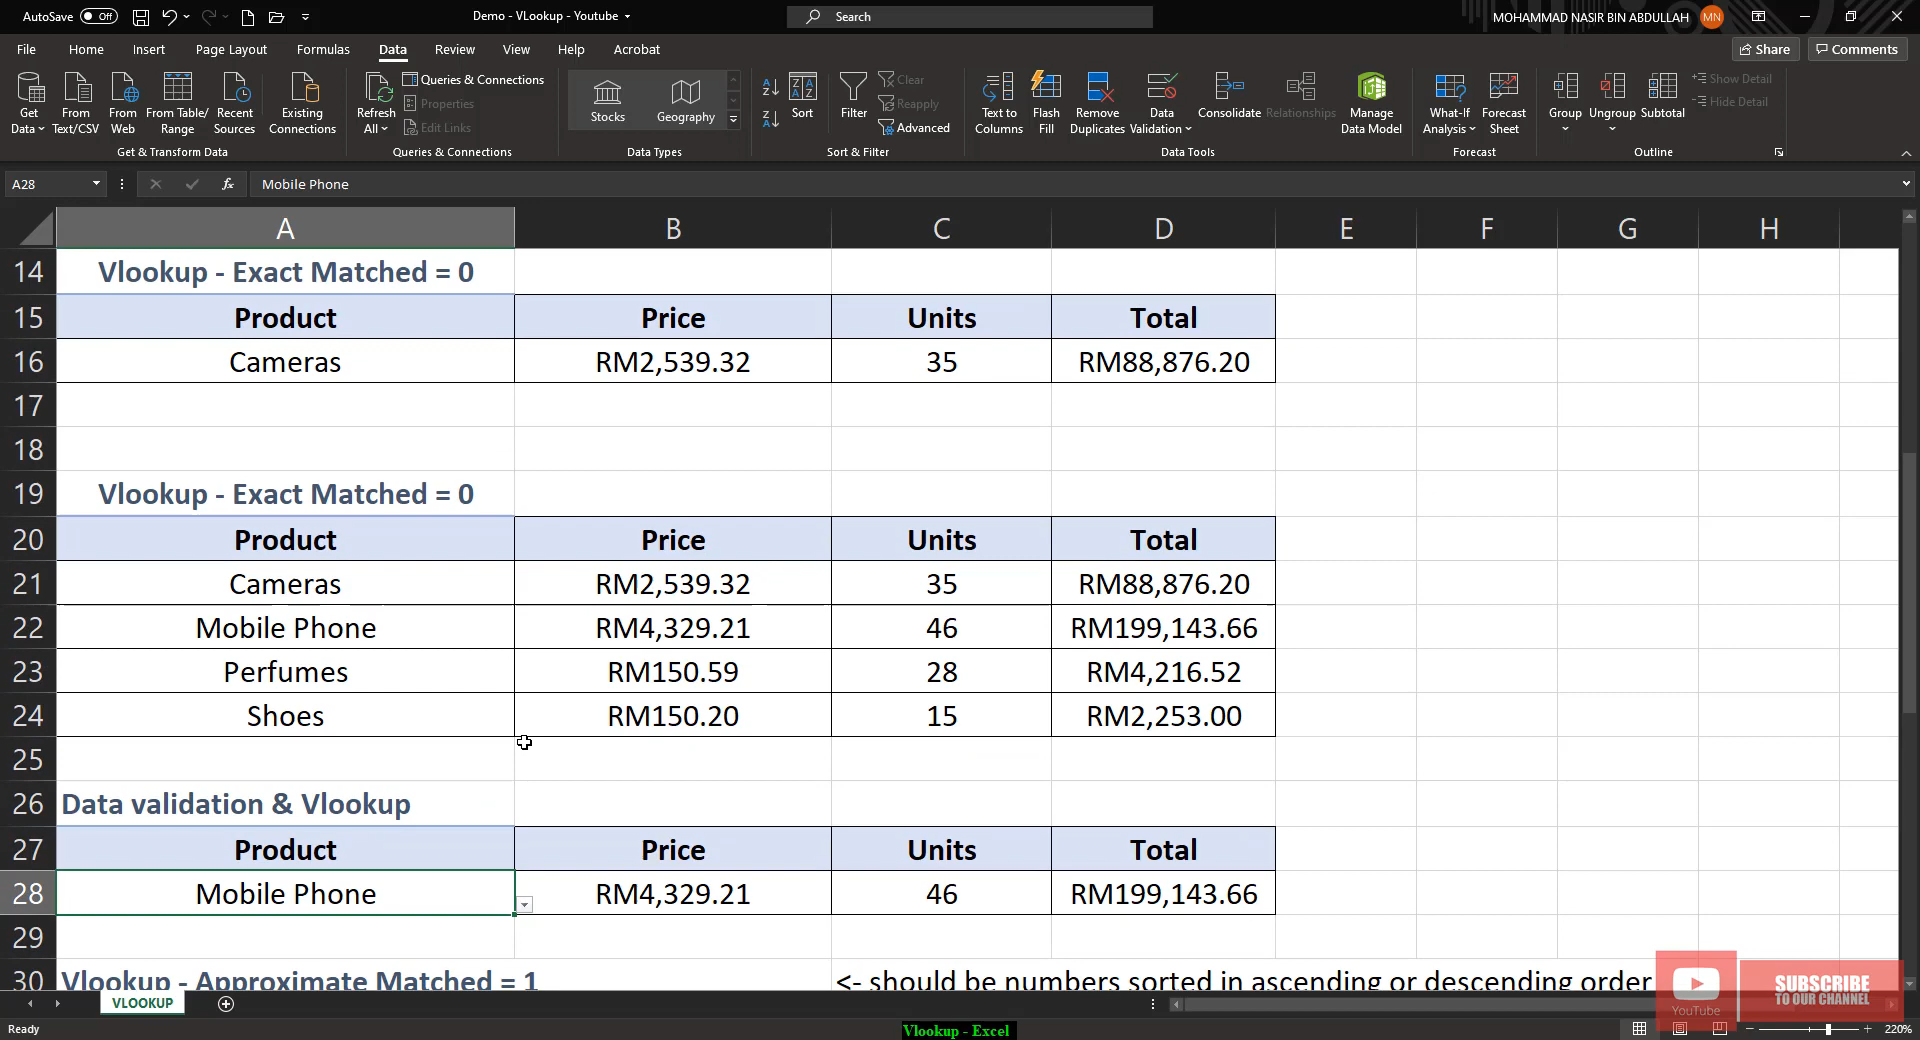 AutoSave Off Demo - VLookup - Youtube Search MOHAMMAD NASIR BIN ABDULLAH MN
File Home Insert Page Layout Formulas Data Review View Help Acrobat Share Comments
Get Data From Text/CSV From Web From Table/ Range Recent Sources Existing Connections
Get & Transform Data
Refresh All Queries & Connections Properties Edit Links
Queries & Connections
Stocks Geography
Data Types
Sort Filter Clear Reapply Advanced
Sort & Filter
Text to Columns Flash Fill Remove Duplicates Data Validation Consolidate Relationships Manage Data Model
Data Tools
What-If Analysis Forecast Sheet
Forecast
Group Ungroup Subtotal Show Detail Hide Detail
Outline
A28 fx Mobile Phone
A B C D E F G H
14 Vlookup - Exact Matched = 0
15 Product Price Units Total
16 Cameras RM2,539.32 35 RM88,876.20
17
18
19 Vlookup - Exact Matched = 0
20 Product Price Units Total
21 Cameras RM2,539.32 35 RM88,876.20
22 Mobile Phone RM4,329.21 46 RM199,143.66
23 Perfumes RM150.59 28 RM4,216.52
24 Shoes RM150.20 15 RM2,253.00
25
26 Data validation & Vlookup
27 Product Price Units Total
28 Mobile Phone RM4,329.21 46 RM199,143.66
29
30 Vlookup - Approximate Matched = 1 <- should be numbers sorted in ascending or descending order
VLOOKUP
YouTube
SUBSCRIBE
TO OUR CHANNEL
Ready
Vlookup - Excel
220%